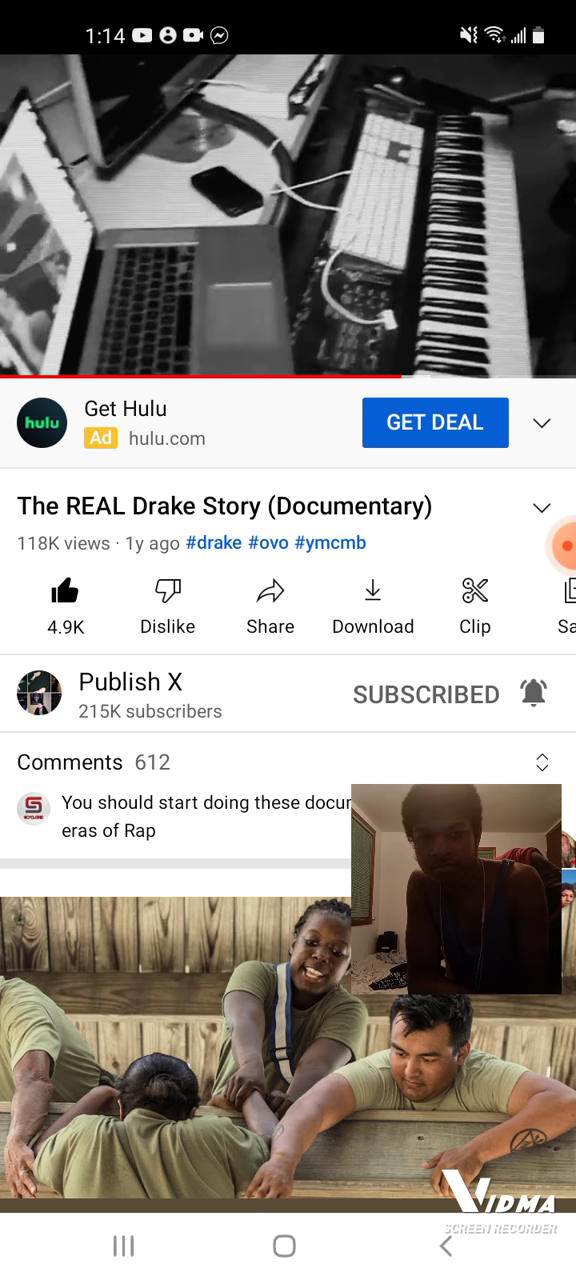 1:14
hulu
Get Hulu
Ad hulu.com
GET DEAL
The REAL Drake Story (Documentary)
118K views · 1y ago #drake #ovo #ymcmb
4.9K Dislike Share Download Clip Sa
Publish X
215K subscribers
SUBSCRIBED
Comments 612
You should start doing these docur
eras of Rap
VIDMA
SCREEN RECORDER